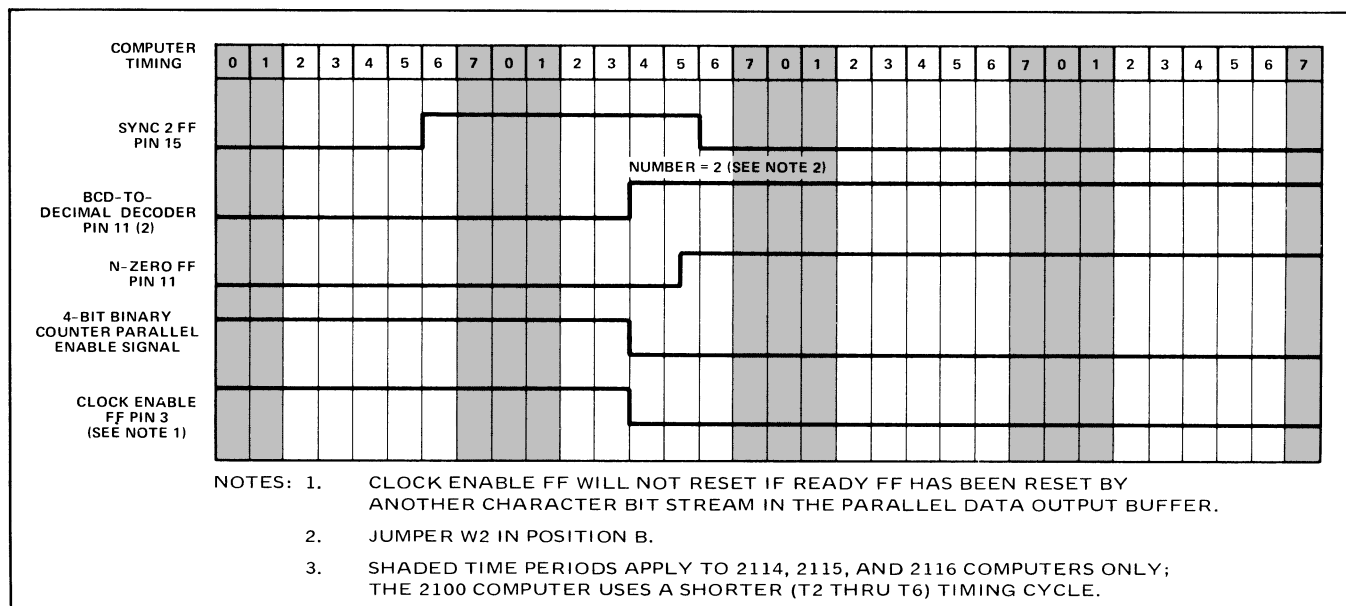 COMPUTER
TIMING
0 1 2 3 4 5 6 7 0 1 2 3 4 5 6 7 0 1 2 3 4 5 6 7 0 1 2 3 4 5 6 7
SYNC 2 FF
PIN 15
NUMBER = 2 (SEE NOTE 2)
BCD-TO-
DECIMAL DECODER
PIN 11 (2)
N-ZERO FF
PIN 11
4-BIT BINARY
COUNTER PARALLEL
ENABLE SIGNAL
CLOCK ENABLE
FF PIN 3
(SEE NOTE 1)
NOTES: 1. CLOCK ENABLE FF WILL NOT RESET IF READY FF HAS BEEN RESET BY
ANOTHER CHARACTER BIT STREAM IN THE PARALLEL DATA OUTPUT BUFFER.
2. JUMPER W2 IN POSITION B.
3. SHADED TIME PERIODS APPLY TO 2114, 2115, AND 2116 COMPUTERS ONLY;
THE 2100 COMPUTER USES A SHORTER (T2 THRU T6) TIMING CYCLE.